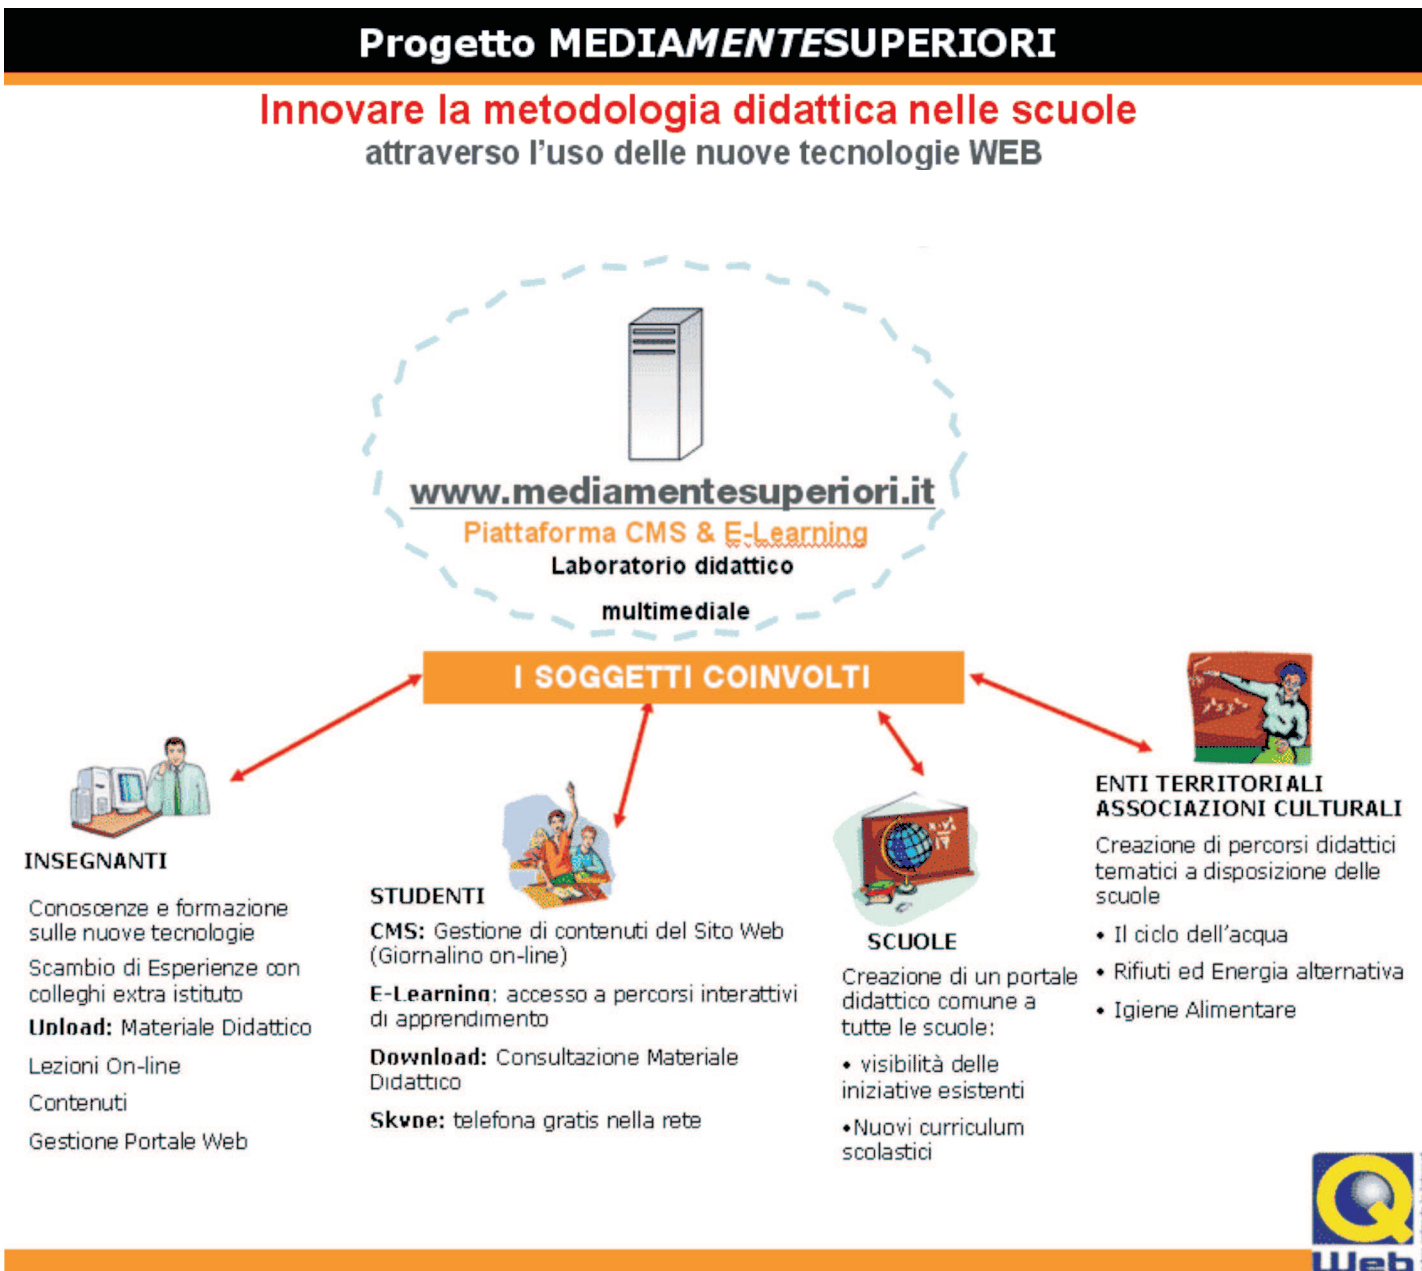 Progetto MEDIAMENTESUPERIORI
Innovare la metodologia didattica nelle scuole
attraverso l'uso delle nuove tecnologie WEB
www.mediamentesuperiori.it
Piattaforma CMS & E-Learning
Laboratorio didattico
multimediale
I SOGGETTI COINVOLTI
INSEGNANTI
Conoscenze e formazione
sulle nuove tecnologie
Scambio di Esperienze con
colleghi extra istituto
Upload: Materiale Didattico
Lezioni On-line
Contenuti
Gestione Portale Web
STUDENTI
CMS: Gestione di contenuti del Sito Web
(Giornalino on-line)
E-Learning: accesso a percorsi interattivi
di apprendimento
Download: Consultazione Materiale
Didattico
Skype: telefona gratis nella rete
SCUOLE
Creazione di un portale
didattico comune a
tutte le scuole:
• visibilità delle
iniziative esistenti
•Nuovi curriculum
scolastici
ENTI TERRITORIALI
ASSOCIAZIONI CULTURALI
Creazione di percorsi didattici
tematici a disposizione delle
scuole
• Il ciclo dell'acqua
• Rifiuti ed Energia alternativa
• Igiene Alimentare
Q
Web